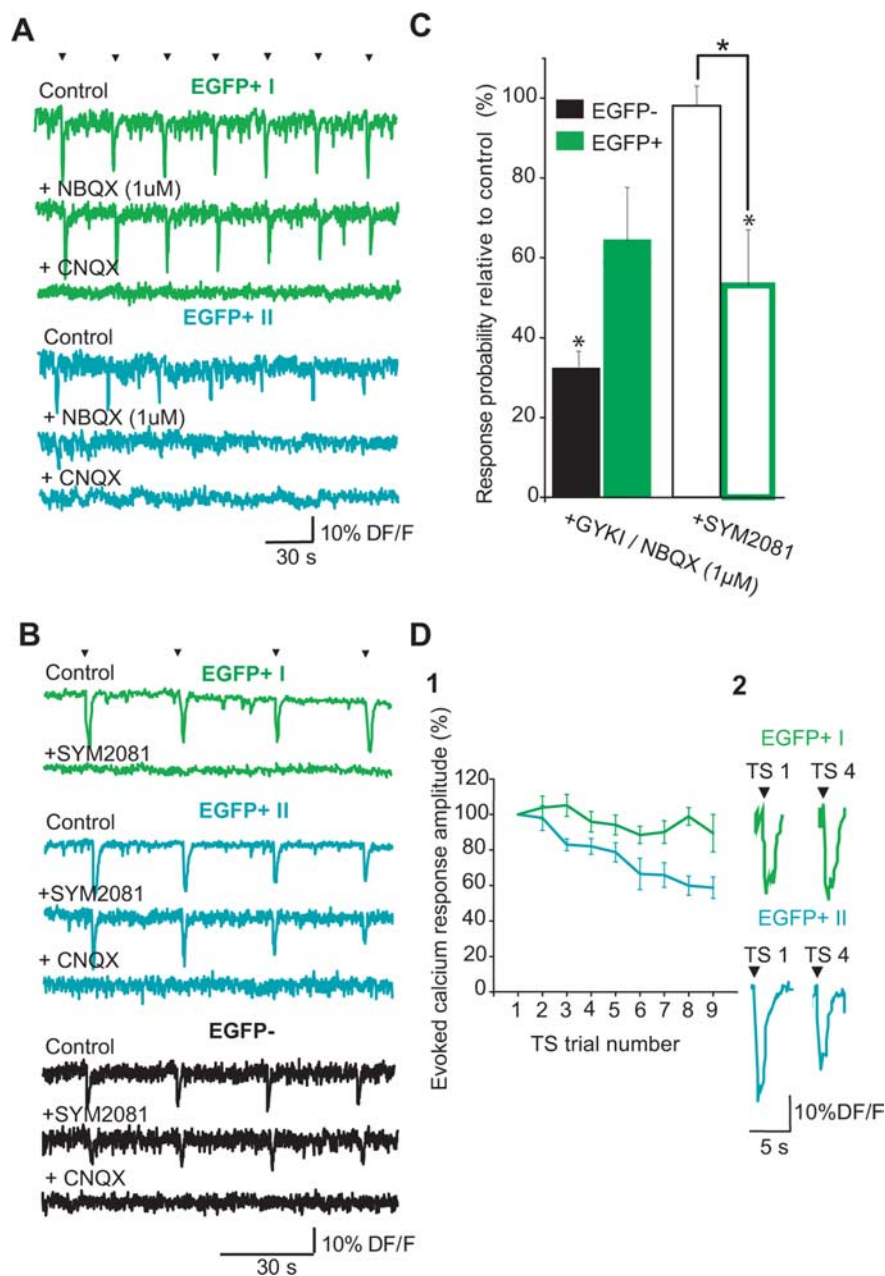 A
EGFP+ I
Control
+ NBQX (1uM)
+ CNQX
EGFP+ II
Control
+ NBQX (1uM)
+ CNQX
10% DF/F
30 s
B
Control
EGFP+ I
+SYM2081
EGFP+ II
Control
+SYM2081
+ CNQX
EGFP-
Control
+SYM2081
+ CNQX
10% DF/F
30 s
C
Response probability relative to control (%)
100
80
60
40
20
0
EGFP-
EGFP+
*
*
*
+GYKI / NBQX (1µM)
+SYM2081
D
1
Evoked calcium response amplitude (%)
120
100
80
60
40
20
0
1 2 3 4 5 6 7 8 9
TS trial number
2
EGFP+ I
TS 1 TS 4
EGFP+ II
TS 1 TS 4
10%DF/F
5 s